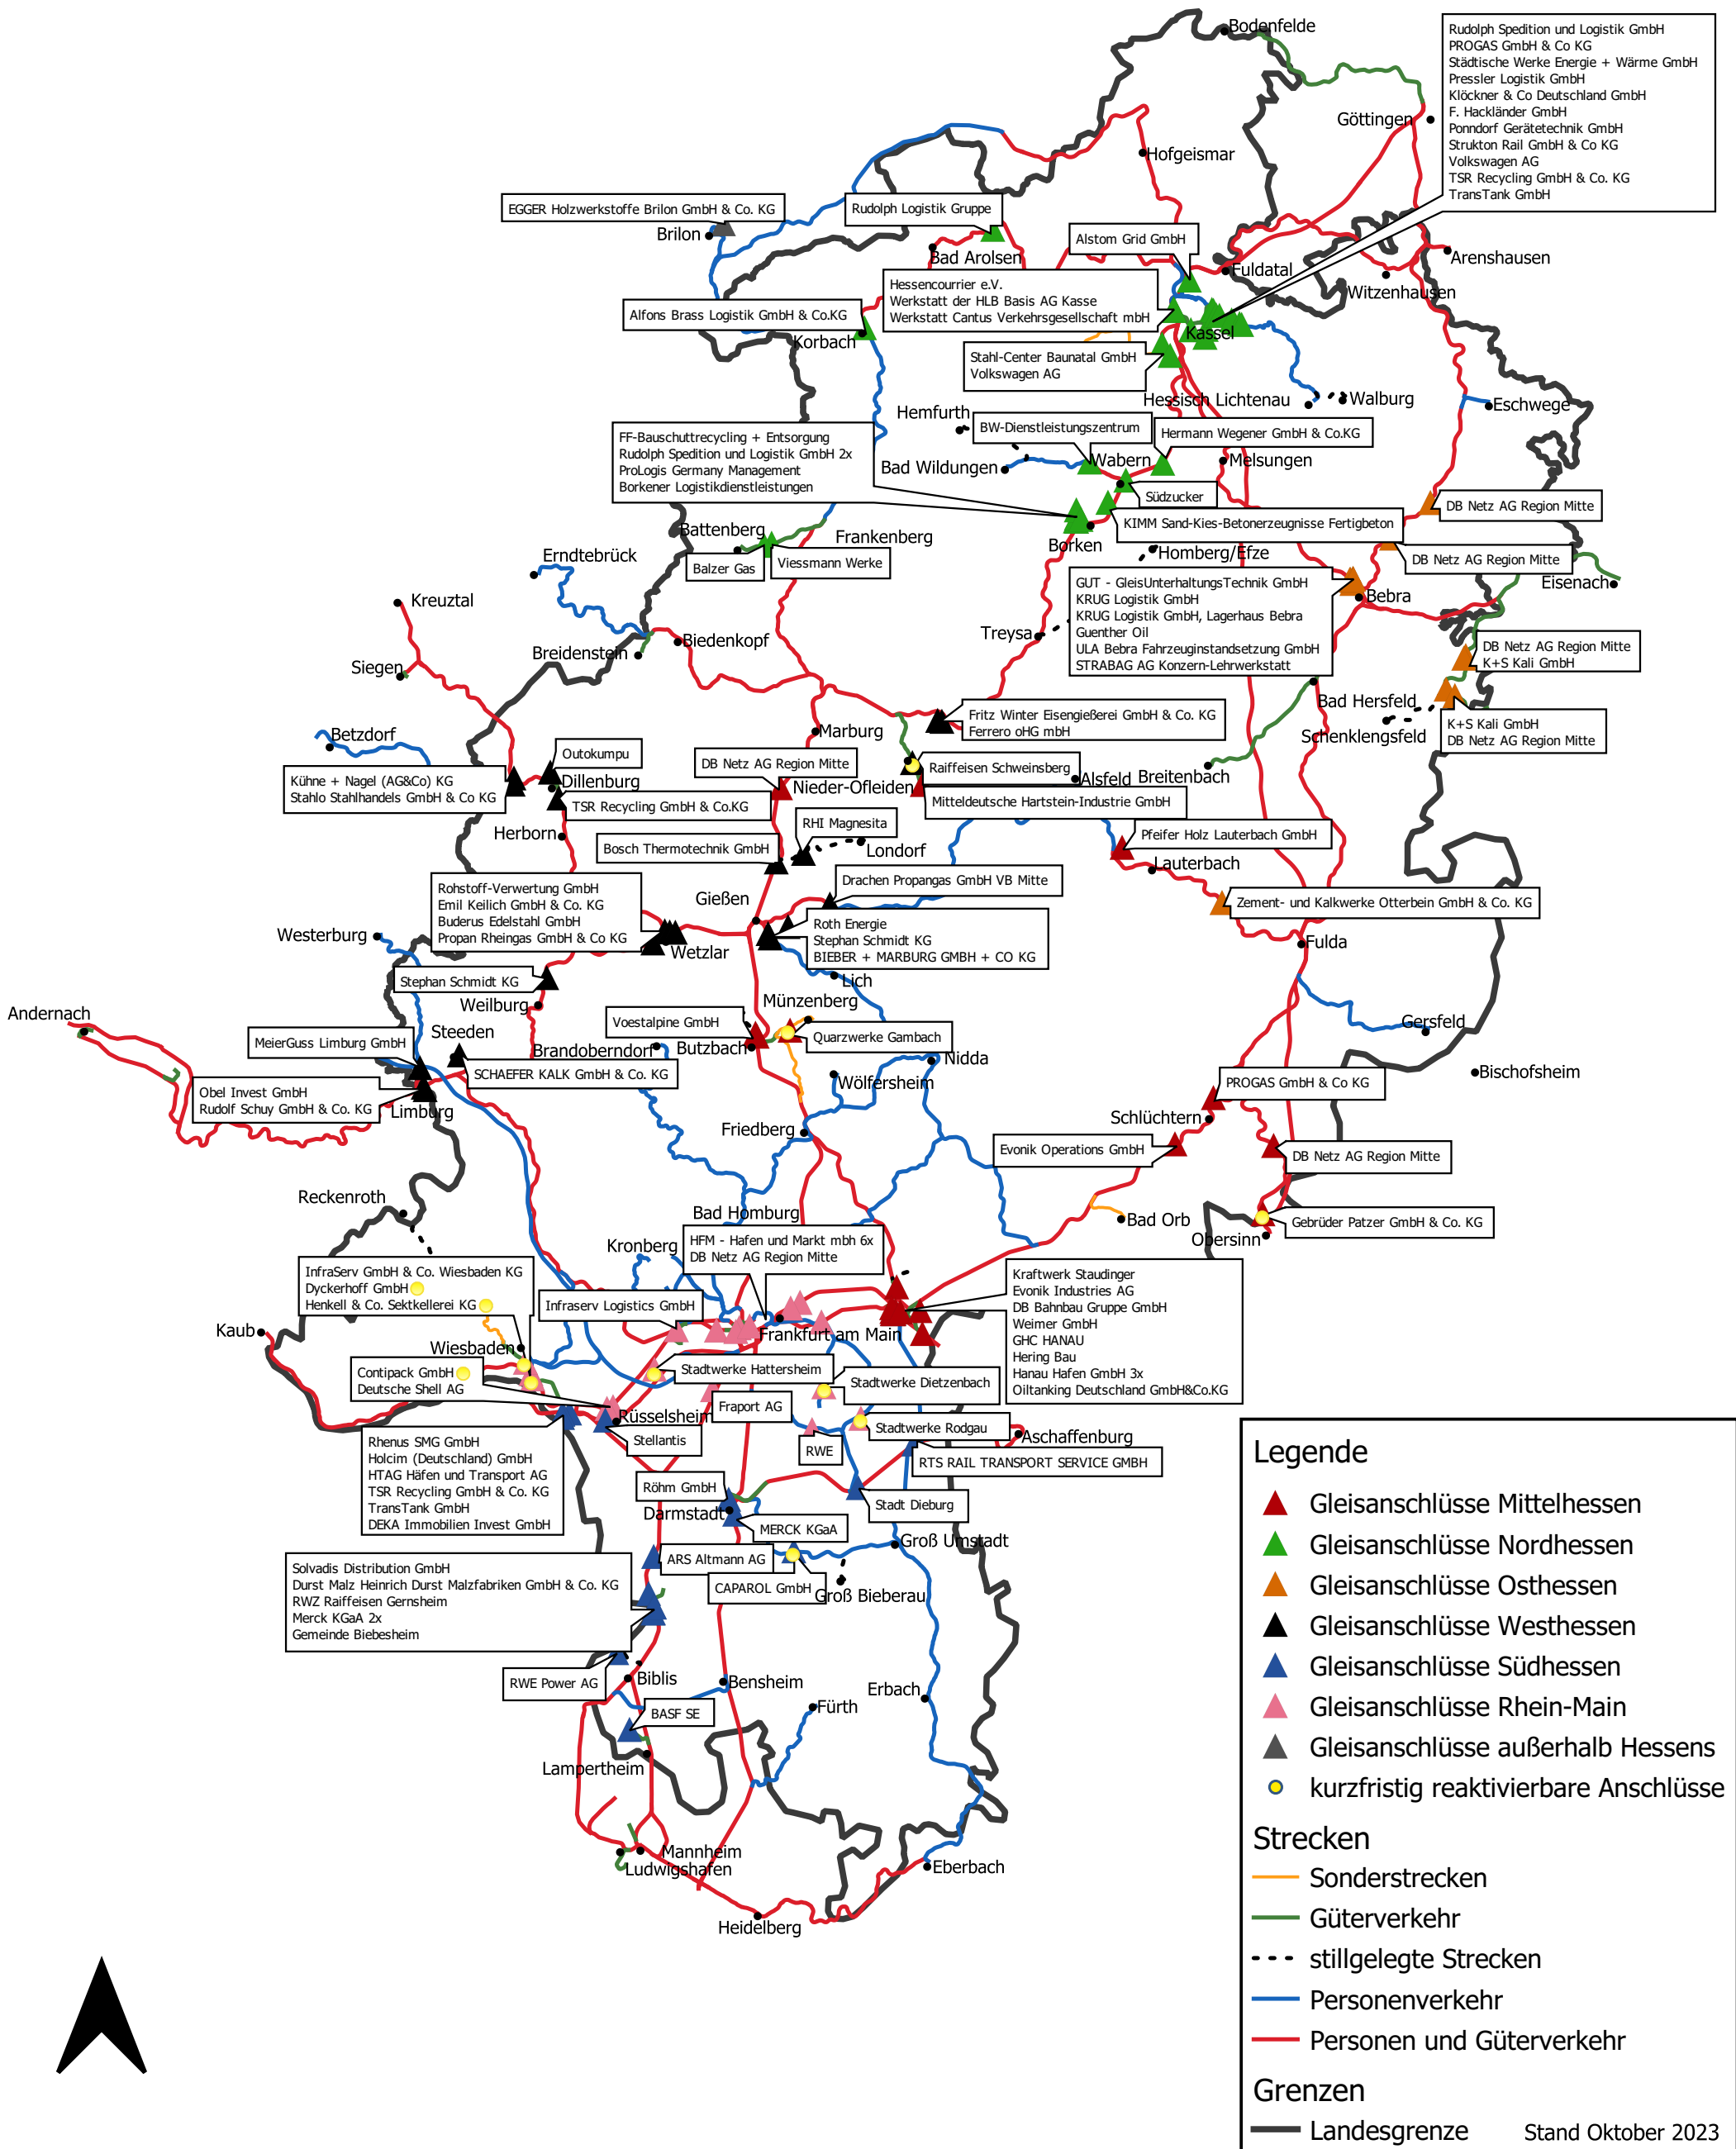 Bodenfelde
Rudolph Spedition und Logistik GmbH
PROGAS GmbH & Co KG
Städtische Werke Energie + Wärme GmbH
Pressler Logistik GmbH
Klöckner & Co Deutschland GmbH
F. Hackländer GmbH
Ponndorf Gerätetechnik GmbH
Strukton Rail GmbH & Co KG
Volkswagen AG
TSR Recycling GmbH & Co. KG
TransTank GmbH
Göttingen
Hofgeismar
EGGER Holzwerkstoffe Brilon GmbH & Co. KG
Rudolph Logistik Gruppe
Brilon
Alstom Grid GmbH
Bad Arolsen
Arenshausen
Fuldatal
Witzenhausen
Hessencourrier e.V.
Werkstatt der HLB Basis AG Kasse
Werkstatt Cantus Verkehrsgesellschaft mbH
Alfons Brass Logistik GmbH & Co.KG
Korbach
Kassel
Stahl-Center Baunatal GmbH
Volkswagen AG
Hessisch Lichtenau
Walburg
Eschwege
Hemfurth
BW-Dienstleistungszentrum
Hermann Wegener GmbH & Co.KG
FF-Bauschuttrecycling + Entsorgung
Rudolph Spedition und Logistik GmbH 2x
ProLogis Germany Management
Borkener Logistikdienstleistungen
Bad Wildungen
Wabern
Melsungen
Südzucker
DB Netz AG Region Mitte
KIMM Sand-Kies-Betonerzeugnisse Fertigbeton
Battenberg
Frankenberg
Borken
Homberg/Efze
DB Netz AG Region Mitte
Balzer Gas
Viessmann Werke
Erndtebrück
Eisenach
GUT - GleisUnterhaltungsTechnik GmbH
KRUG Logistik GmbH
KRUG Logistik GmbH, Lagerhaus Bebra
Guenther Oil
ULA Bebra Fahrzeuginstandsetzung GmbH
STRABAG AG Konzern-Lehrwerkstatt
Bebra
Kreuztal
Treysa
Biedenkopf
Breidenstein
Siegen
DB Netz AG Region Mitte
K+S Kali GmbH
Bad Hersfeld
Schenklengsfeld
K+S Kali GmbH
DB Netz AG Region Mitte
Fritz Winter Eisengießerei GmbH & Co. KG
Ferrero oHG mbH
Betzdorf
Marburg
Outokumpu
DB Netz AG Region Mitte
Raiffeisen Schweinsberg
Alsfeld
Breitenbach
Kühne + Nagel (AG&Co) KG
Stahlo Stahlhandels GmbH & Co KG
Dillenburg
Nieder-Ofleiden
Mitteldeutsche Hartstein-Industrie GmbH
TSR Recycling GmbH & Co.KG
RHI Magnesita
Herborn
Pfeifer Holz Lauterbach GmbH
Bosch Thermotechnik GmbH
Londorf
Lauterbach
Drachen Propangas GmbH VB Mitte
Rohstoff-Verwertung GmbH
Emil Keilich GmbH & Co. KG
Buderus Edelstahl GmbH
Propan Rheingas GmbH & Co KG
Gießen
Zement- und Kalkwerke Otterbein GmbH & Co. KG
Roth Energie
Stephan Schmidt KG
BIEBER + MARBURG GMBH + CO KG
Westerburg
Wetzlar
Fulda
Stephan Schmidt KG
Lich
Weilburg
Münzenberg
Andernach
Gersfeld
Voestalpine GmbH
Steeden
MeierGuss Limburg GmbH
Brandoberndorf
Butzbach
Quarzwerke Gambach
Nidda
SCHAEFER KALK GmbH & Co. KG
Wölfersheim
Bischofsheim
Obel Invest GmbH
Rudolf Schuy GmbH & Co. KG
Limburg
PROGAS GmbH & Co KG
Schlüchtern
Friedberg
Evonik Operations GmbH
DB Netz AG Region Mitte
Reckenroth
Bad Homburg
Bad Orb
Gebrüder Patzer GmbH & Co. KG
Obersinn
Kronberg
HFM - Hafen und Markt mbh 6x
DB Netz AG Region Mitte
InfraServ GmbH & Co. Wiesbaden KG
Dyckerhoff GmbH
Henkell & Co. Sektkellerei KG
Kraftwerk Staudinger
Evonik Industries AG
DB Bahnbau Gruppe GmbH
Weimer GmbH
GHC HANAU
Hering Bau
Hanau Hafen GmbH 3x
Oiltanking Deutschland GmbH&Co.KG
Infraserv Logistics GmbH
Kaub
Frankfurt am Main
Wiesbaden
Contipack GmbH
Deutsche Shell AG
Stadtwerke Hattersheim
Stadtwerke Dietzenbach
Fraport AG
Rüsselsheim
Stadtwerke Rodgau
Aschaffenburg
Stellantis
RWE
RTS RAIL TRANSPORT SERVICE GMBH
Rhenus SMG GmbH
Holcim (Deutschland) GmbH
HTAG Häfen und Transport AG
TSR Recycling GmbH & Co. KG
TransTank GmbH
DEKA Immobilien Invest GmbH
Röhm GmbH
Stadt Dieburg
Darmstadt
MERCK KGaA
Groß Umstadt
ARS Altmann AG
Solvadis Distribution GmbH
Durst Malz Heinrich Durst Malzfabriken GmbH & Co. KG
RWZ Raiffeisen Gernsheim
Merck KGaA 2x
Gemeinde Biebesheim
CAPAROL GmbH
Groß Bieberau
RWE Power AG
Biblis
Bensheim
Erbach
BASF SE
Fürth
Lampertheim
Mannheim
Ludwigshafen
Eberbach
Heidelberg
Legende
Gleisanschlüsse Mittelhessen
Gleisanschlüsse Nordhessen
Gleisanschlüsse Osthessen
Gleisanschlüsse Westhessen
Gleisanschlüsse Südhessen
Gleisanschlüsse Rhein-Main
Gleisanschlüsse außerhalb Hessens
kurzfristig reaktivierbare Anschlüsse
Strecken
Sonderstrecken
Güterverkehr
stillgelegte Strecken
Personenverkehr
Personen und Güterverkehr
Grenzen
Landesgrenze
Stand Oktober 2023